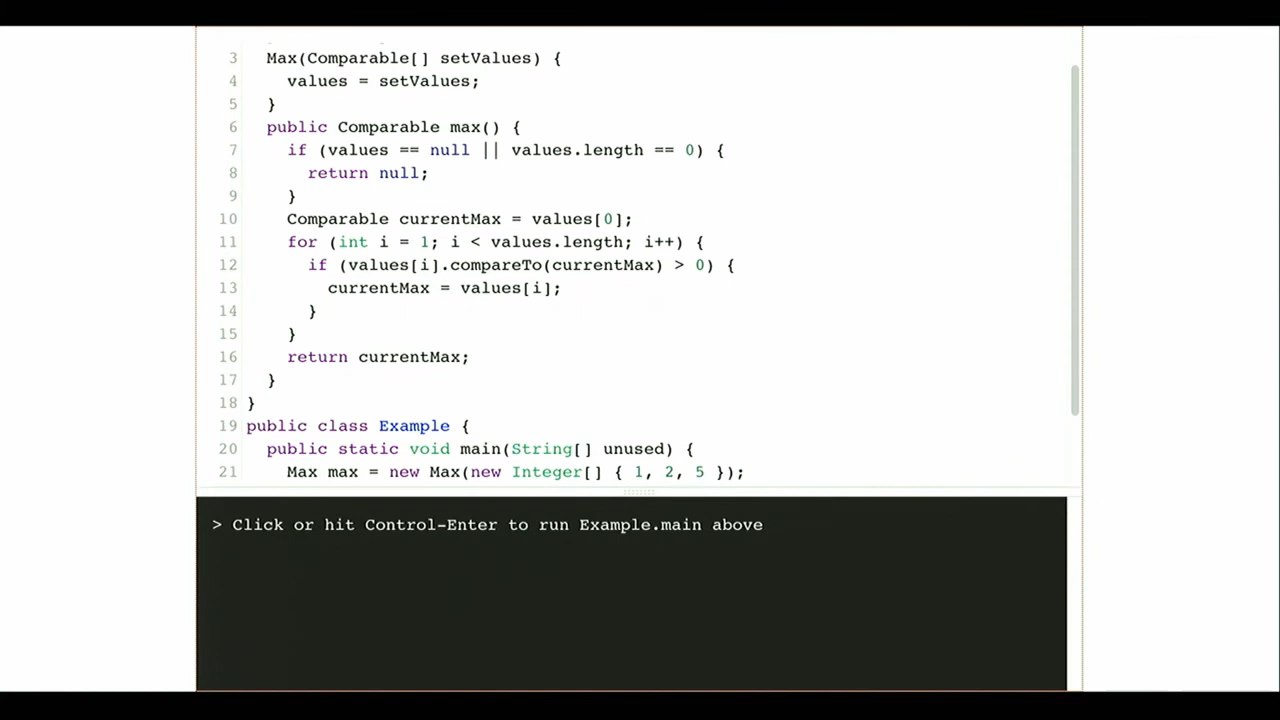 3 Max(Comparable[] setValues) {
4 values = setValues;
5 }
6 public Comparable max() {
7 if (values == null || values.length == 0) {
8 return null;
9 }
10 Comparable currentMax = values[0];
11 for (int i = 1; i < values.length; i++) {
12 if (values[i].compareTo(currentMax) > 0) {
13 currentMax = values[i];
14 }
15 }
16 return currentMax;
17 }
18 }
19 public class Example {
20 public static void main(String[] unused) {
21 Max max = new Max(new Integer[] { 1, 2, 5 });
> Click or hit Control-Enter to run Example.main above